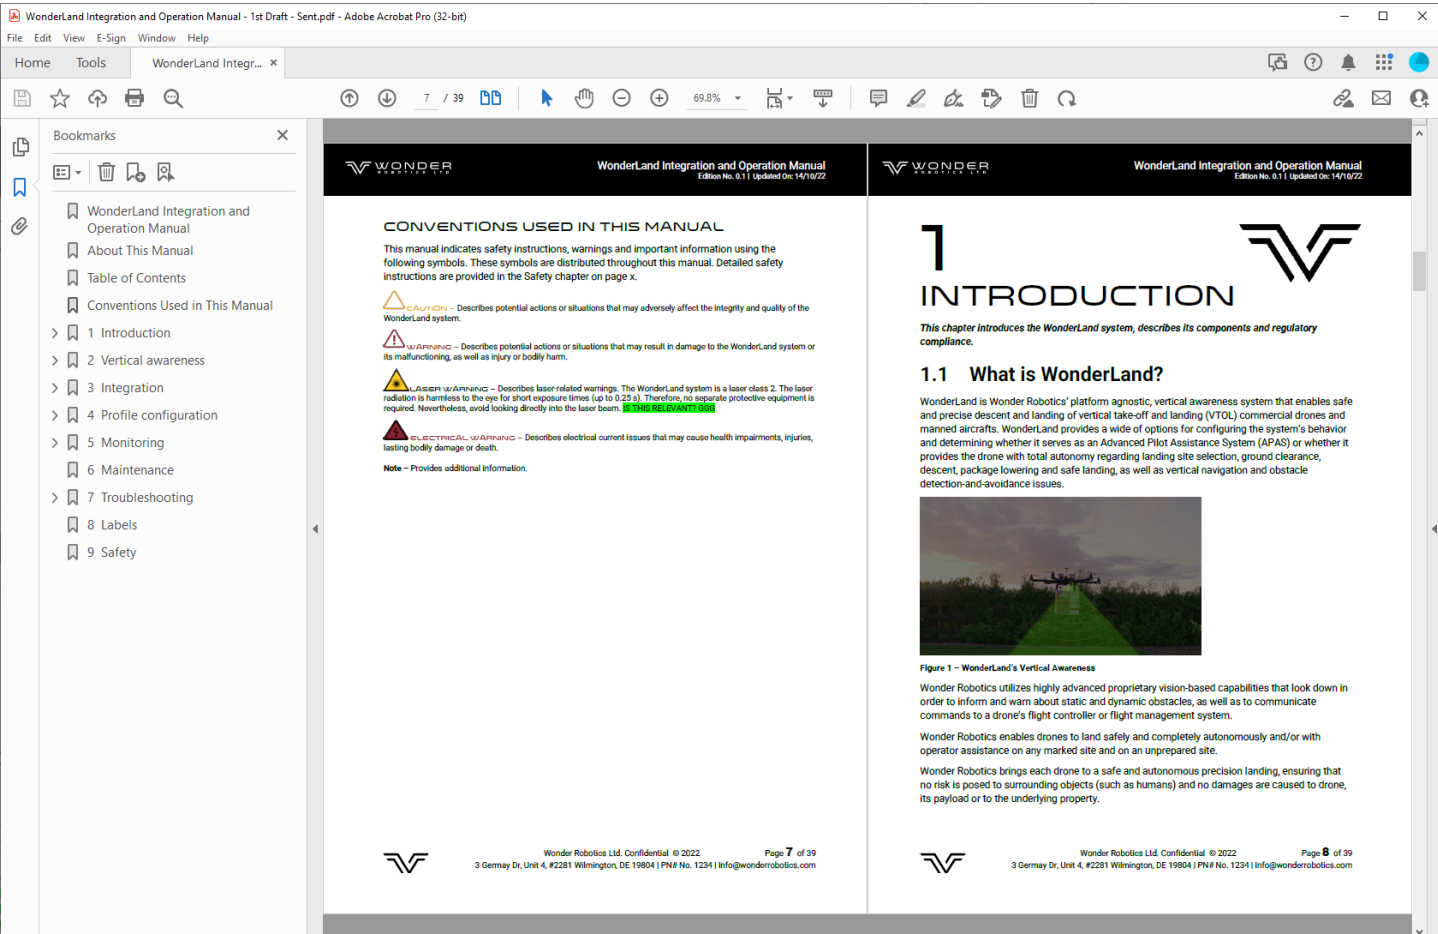 WonderLand Integration and Operation Manual - 1st Draft - Sent.pdf - Adobe Acrobat Pro (32-bit)
File Edit View E-Sign Window Help
Home Tools WonderLand Integr... ×
7 / 39 69.8%
Bookmarks
WonderLand Integration and
Operation Manual
About This Manual
Table of Contents
Conventions Used in This Manual
1 Introduction
2 Vertical awareness
3 Integration
4 Profile configuration
5 Monitoring
6 Maintenance
7 Troubleshooting
8 Labels
9 Safety
WONDER
ROBOTICS LTD
WonderLand Integration and Operation Manual
Edition No. 0.1 | Updated On: 14/10/22
CONVENTIONS USED IN THIS MANUAL
This manual indicates safety instructions, warnings and important information using the
following symbols. These symbols are distributed throughout this manual. Detailed safety
instructions are provided in the Safety chapter on page x.
CAUTION – Describes potential actions or situations that may adversely affect the integrity and quality of the
WonderLand system.
WARNING – Describes potential actions or situations that may result in damage to the WonderLand system or
its malfunctioning, as well as injury or bodily harm.
LASER WARNING – Describes laser-related warnings. The WonderLand system is a laser class 2. The laser
radiation is harmless to the eye for short exposure times (up to 0.25 s). Therefore, no separate protective equipment is
required. Nevertheless, avoid looking directly into the laser beam. IS THIS RELEVANT? GGG
ELECTRICAL WARNING – Describes electrical current issues that may cause health impairments, injuries,
lasting bodily damage or death.
Note – Provides additional information.
Wonder Robotics Ltd. Confidential © 2022 Page 7 of 39
3 Germay Dr, Unit 4, #2281 Wilmington, DE 19804 | PN# No. 1234 | Info@wonderrobotics.com
WONDER
ROBOTICS LTD
WonderLand Integration and Operation Manual
Edition No. 0.1 | Updated On: 14/10/22
1
INTRODUCTION
This chapter introduces the WonderLand system, describes its components and regulatory
compliance.
1.1 What is WonderLand?
WonderLand is Wonder Robotics' platform agnostic, vertical awareness system that enables safe
and precise descent and landing of vertical take-off and landing (VTOL) commercial drones and
manned aircrafts. WonderLand provides a wide of options for configuring the system's behavior
and determining whether it serves as an Advanced Pilot Assistance System (APAS) or whether it
provides the drone with total autonomy regarding landing site selection, ground clearance,
descent, package lowering and safe landing, as well as vertical navigation and obstacle
detection-and-avoidance issues.
Figure 1 – WonderLand's Vertical Awareness
Wonder Robotics utilizes highly advanced proprietary vision-based capabilities that look down in
order to inform and warn about static and dynamic obstacles, as well as to communicate
commands to a drone's flight controller or flight management system.
Wonder Robotics enables drones to land safely and completely autonomously and/or with
operator assistance on any marked site and on an unprepared site.
Wonder Robotics brings each drone to a safe and autonomous precision landing, ensuring that
no risk is posed to surrounding objects (such as humans) and no damages are caused to drone,
its payload or to the underlying property.
Wonder Robotics Ltd. Confidential © 2022 Page 8 of 39
3 Germay Dr, Unit 4, #2281 Wilmington, DE 19804 | PN# No. 1234 | Info@wonderrobotics.com